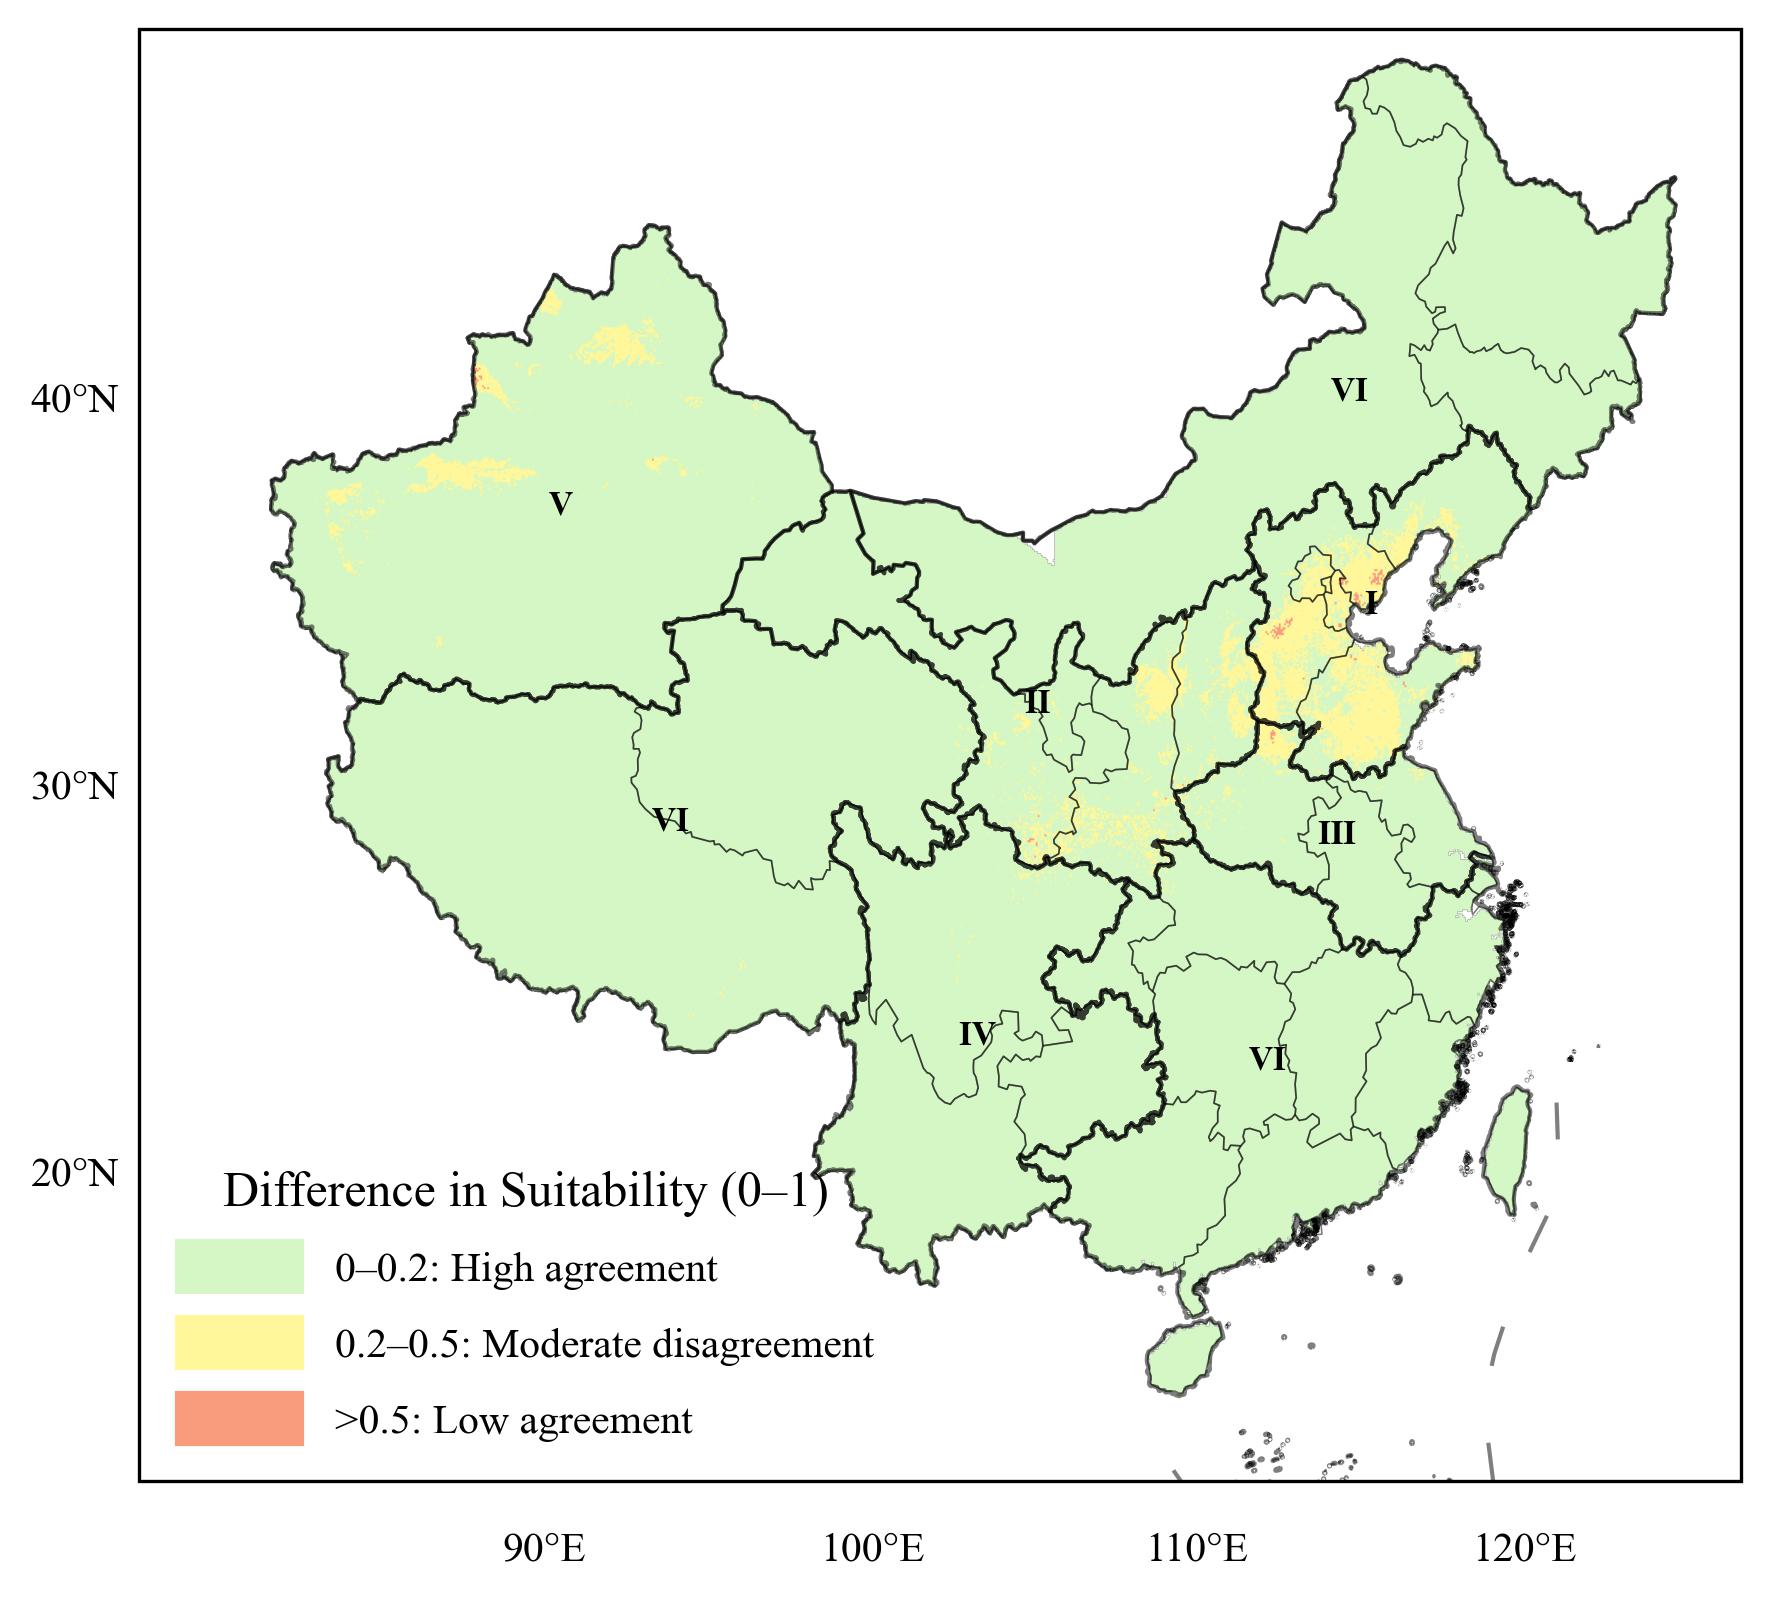 VI
40°N
V
I
II
30°N
VI
III
IV
VI
20°N
Difference in Suitability (0–1)
0–0.2: High agreement
0.2–0.5: Moderate disagreement
>0.5: Low agreement
90°E 100°E 110°E 120°E